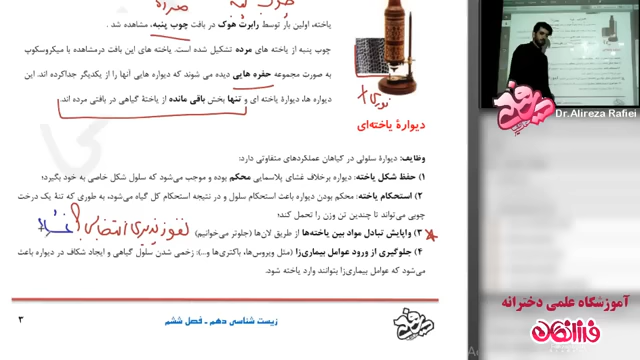 چوب پنبه
یاخته، اولین بار توسط رابرت هوک در بافت چوب پنبه، مشاهده شد.
چوب پنبه از یاخته های مرده تشکیل شده است. یاخته های این بافت درمشاهده با میکروسکوپ
به صورت مجموعه حفره هایی دیده می شوند که دیواره هایی آنها را از یکدیگر جداکرده اند. این
دیواره ها، دیوارهٔ یاخته ای و تنها بخش باقی مانده از یاختهٔ گیاهی در بافتی مرده اند.
نوری
دیوارهٔ یاخته‌ای
وظایف: دیوارهٔ سلولی در گیاهان عملکردهای متفاوتی دارد:
۱) حفظ شکل یاخته: دیواره برخلاف غشای پلاسمایی محکم بوده و موجب می‌شود که سلول شکل خاصی به خود بگیرد؛
۲) استحکام یاخته: محکم بودن دیواره باعث استحکام سلول و در نتیجه استحکام کل گیاه می‌شود، به طوری که تنهٔ یک درخت
چوبی می‌تواند تا چندین تن وزن را تحمل کند؛
۳) واپایش تبادل مواد بین یاخته‌ها از طریق لان‌ها (جلوتر می‌خوانیم) نفوذپذیری انتخابی؟ غشاء
۴) جلوگیری از ورود عوامل بیماری‌زا (مثل ویروس‌ها، باکتری‌ها و...): زخمی شدن سلول گیاهی و ایجاد شکاف در دیواره باعث
می‌شود که عوامل بیماری‌زا بتوانند وارد یاخته شود.
زیست شناسی دهم - فصل ششم
۳
Dr.Alireza Rafiei
آموزشگاه علمی دخترانه
فرزانگان